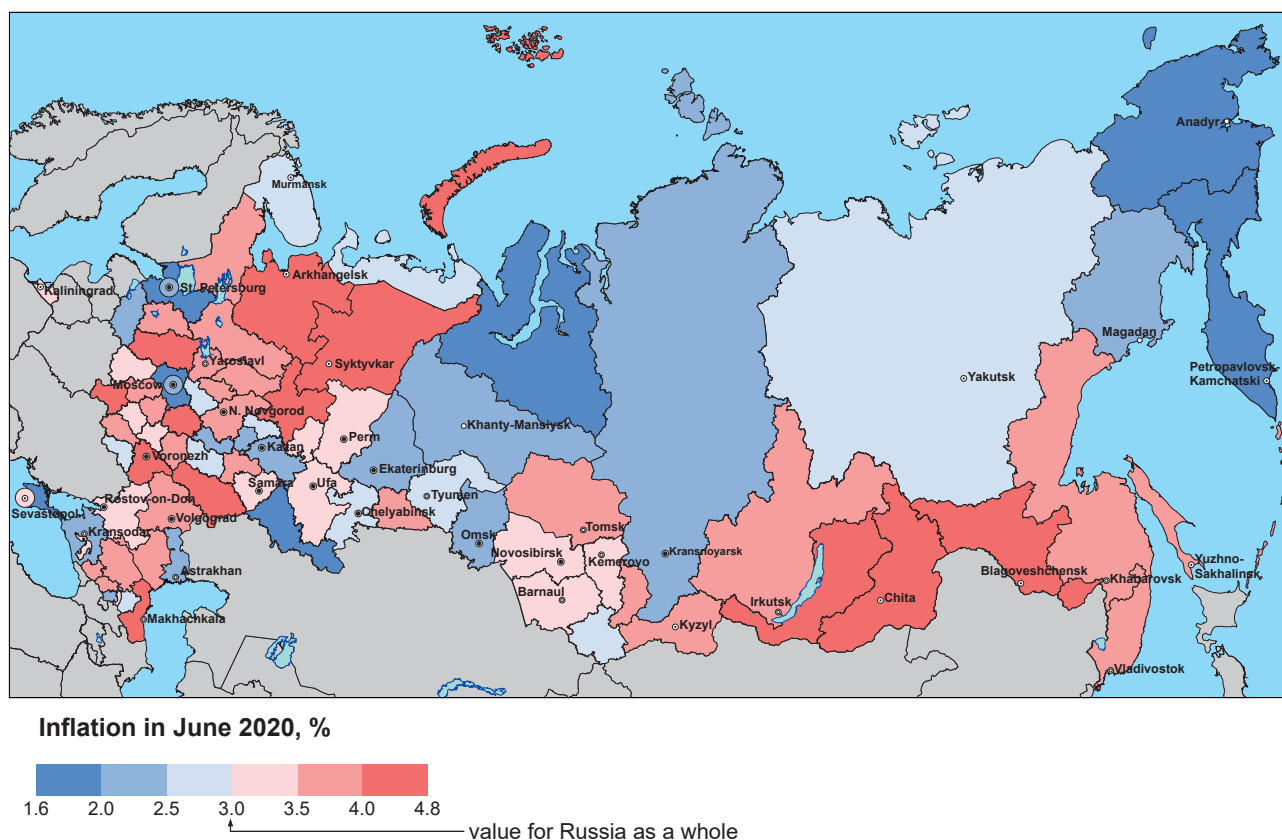 Anadyr
Murmansk
Arkhangelsk
Kaliningrad
St. Petersburg
Magadan
Yaroslavl
Syktyvkar
Petropavlovsk-
Kamchatski
Yakutsk
Moscow
N. Novgorod
Khanty-Mansiysk
Perm
Kazan
Voronezh
Ekaterinburg
Samara
Ufa
Tyumen
Rostov-on-Don
Sevastopol
Chelyabinsk
Volgograd
Tomsk
Kransodar
Omsk
Novosibirsk
Kemerovo
Kransnoyarsk
Yuzhno-
Sakhalinsk
Astrakhan
Blagoveshchensk
Khabarovsk
Barnaul
Irkutsk
Chita
Makhachkala
Kyzyl
Vladivostok
Inflation in June 2020, %
1.6 2.0 2.5 3.0 3.5 4.0 4.8
value for Russia as a whole